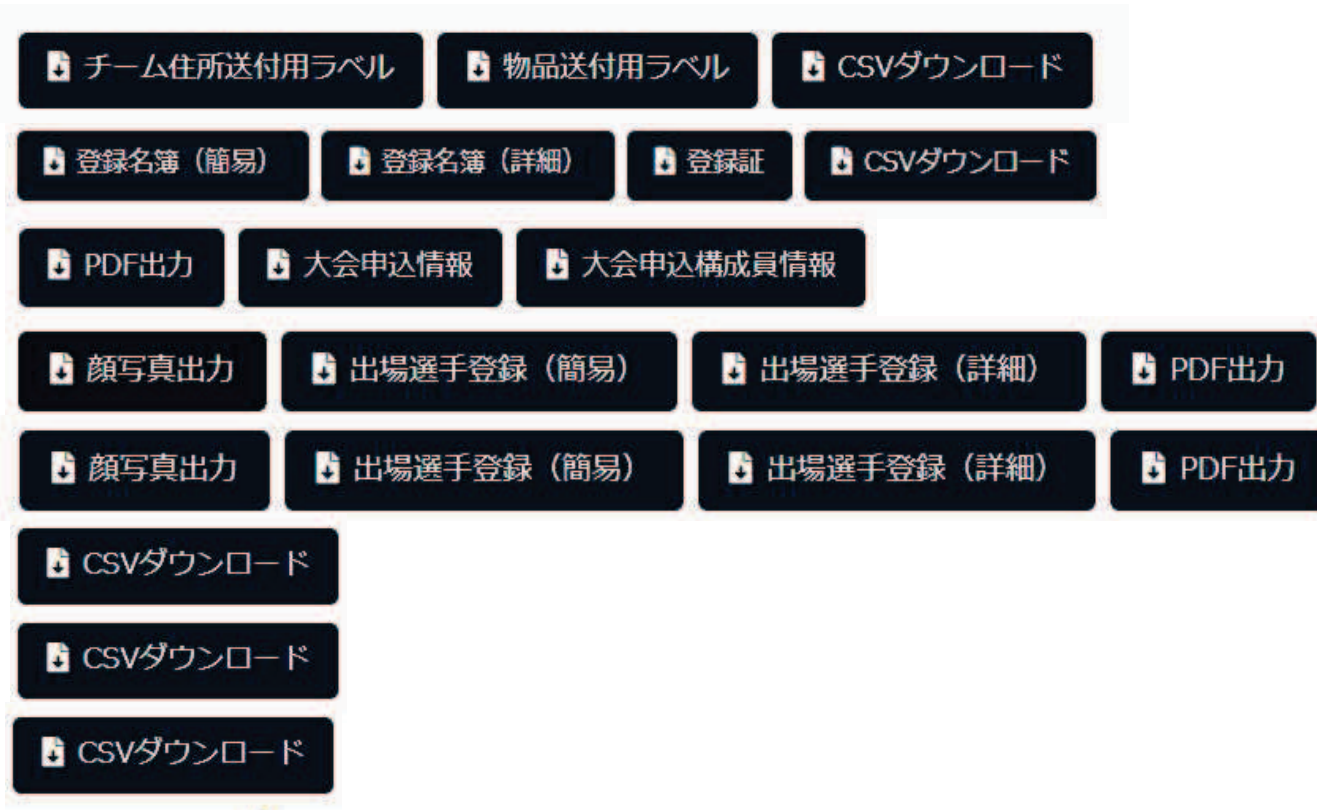 チーム住所送付用ラベル 物品送付用ラベル CSVダウンロード
登録名簿（簡易） 登録名簿（詳細） 登録証 CSVダウンロード
PDF出力 大会申込情報 大会申込構成員情報
顔写真出力 出場選手登録（簡易） 出場選手登録（詳細） PDF出力
顔写真出力 出場選手登録（簡易） 出場選手登録（詳細） PDF出力
CSVダウンロード
CSVダウンロード
CSVダウンロード